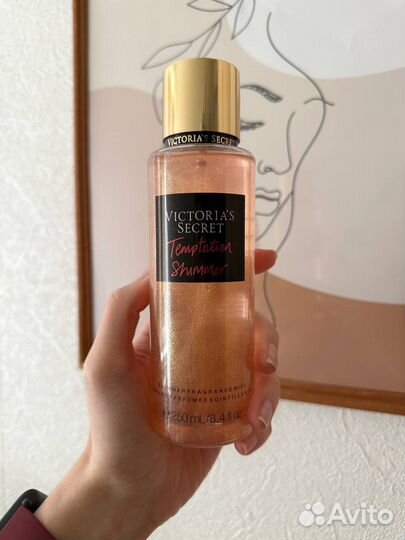 VICTORIA'S SECRET
VICTORIA'S
SECRET
Temptation
Shimmer
250 mL/8.4 fl oz
Avito